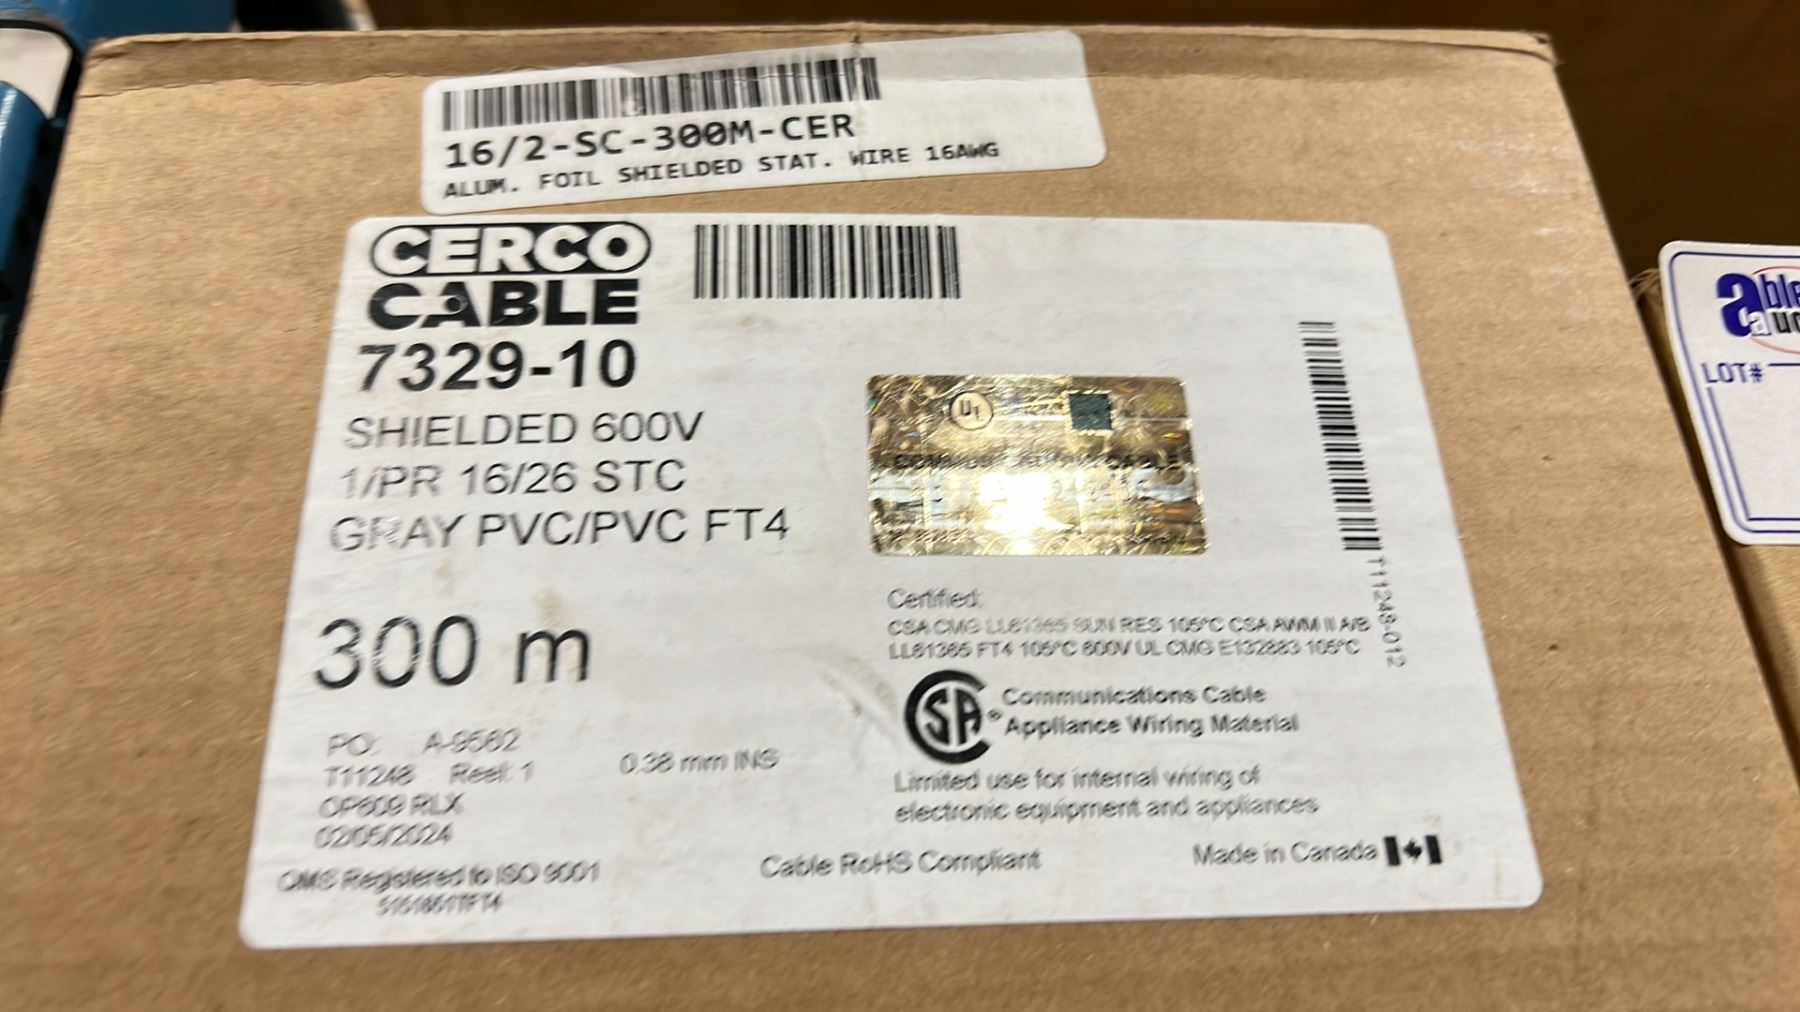 16/2-SC-300M-CER
ALUM. FOIL SHIELDED STAT. WIRE 16AWG
CERCO
CABLE
7329-10
SHIELDED 600V
1/PR 16/26 STC
GRAY PVC/PVC FT4
300 m
PO: A-9562
T11248 Reel: 1
0.38 mm INS
OP609 RLX
02/05/2024
QMS Registered to ISO 9001
UL
Certified:
CSA CMG LL61365 SUN RES 105°C CSA AWM II A/B
LL61365 FT4 105°C 600V UL CMG E132883 105°C
CSA ® Communications Cable
Appliance Wiring Material
Limited use for internal wiring of
electronic equipment and appliances
Cable RoHS Compliant
Made in Canada
T11248-012
able
LOT#